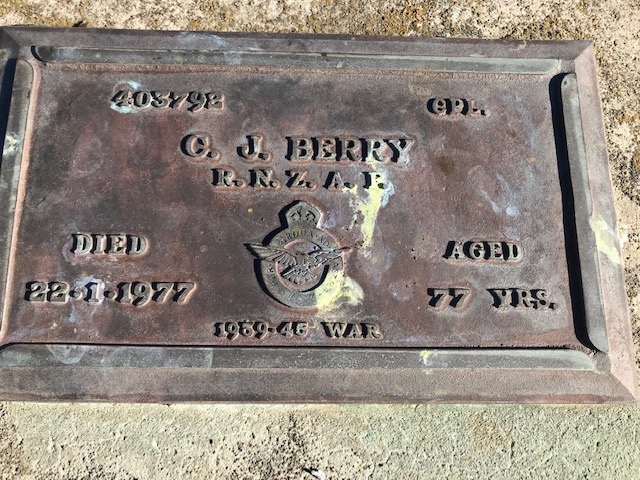 403792 CPL.
C. J. BERRY
R. N. Z. A. F.
DIED AGED
22·1·1977 77 YRS.
1939-45 WAR